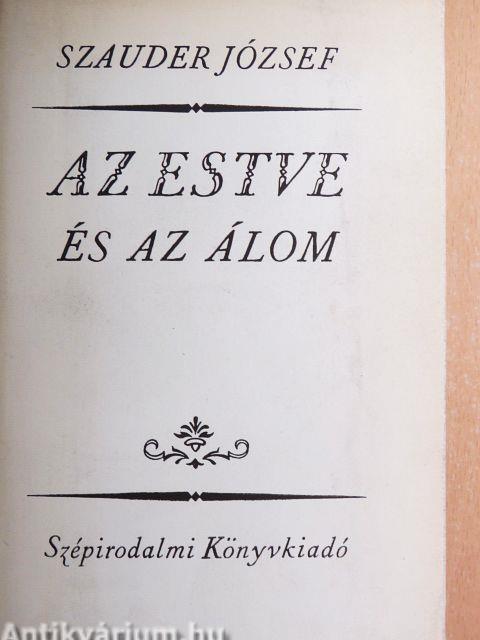 SZAUDER JÓZSEF
AZ ESTVE
ÉS AZ ÁLOM
Szépirodalmi Könyvkiadó
Antikvárium.hu